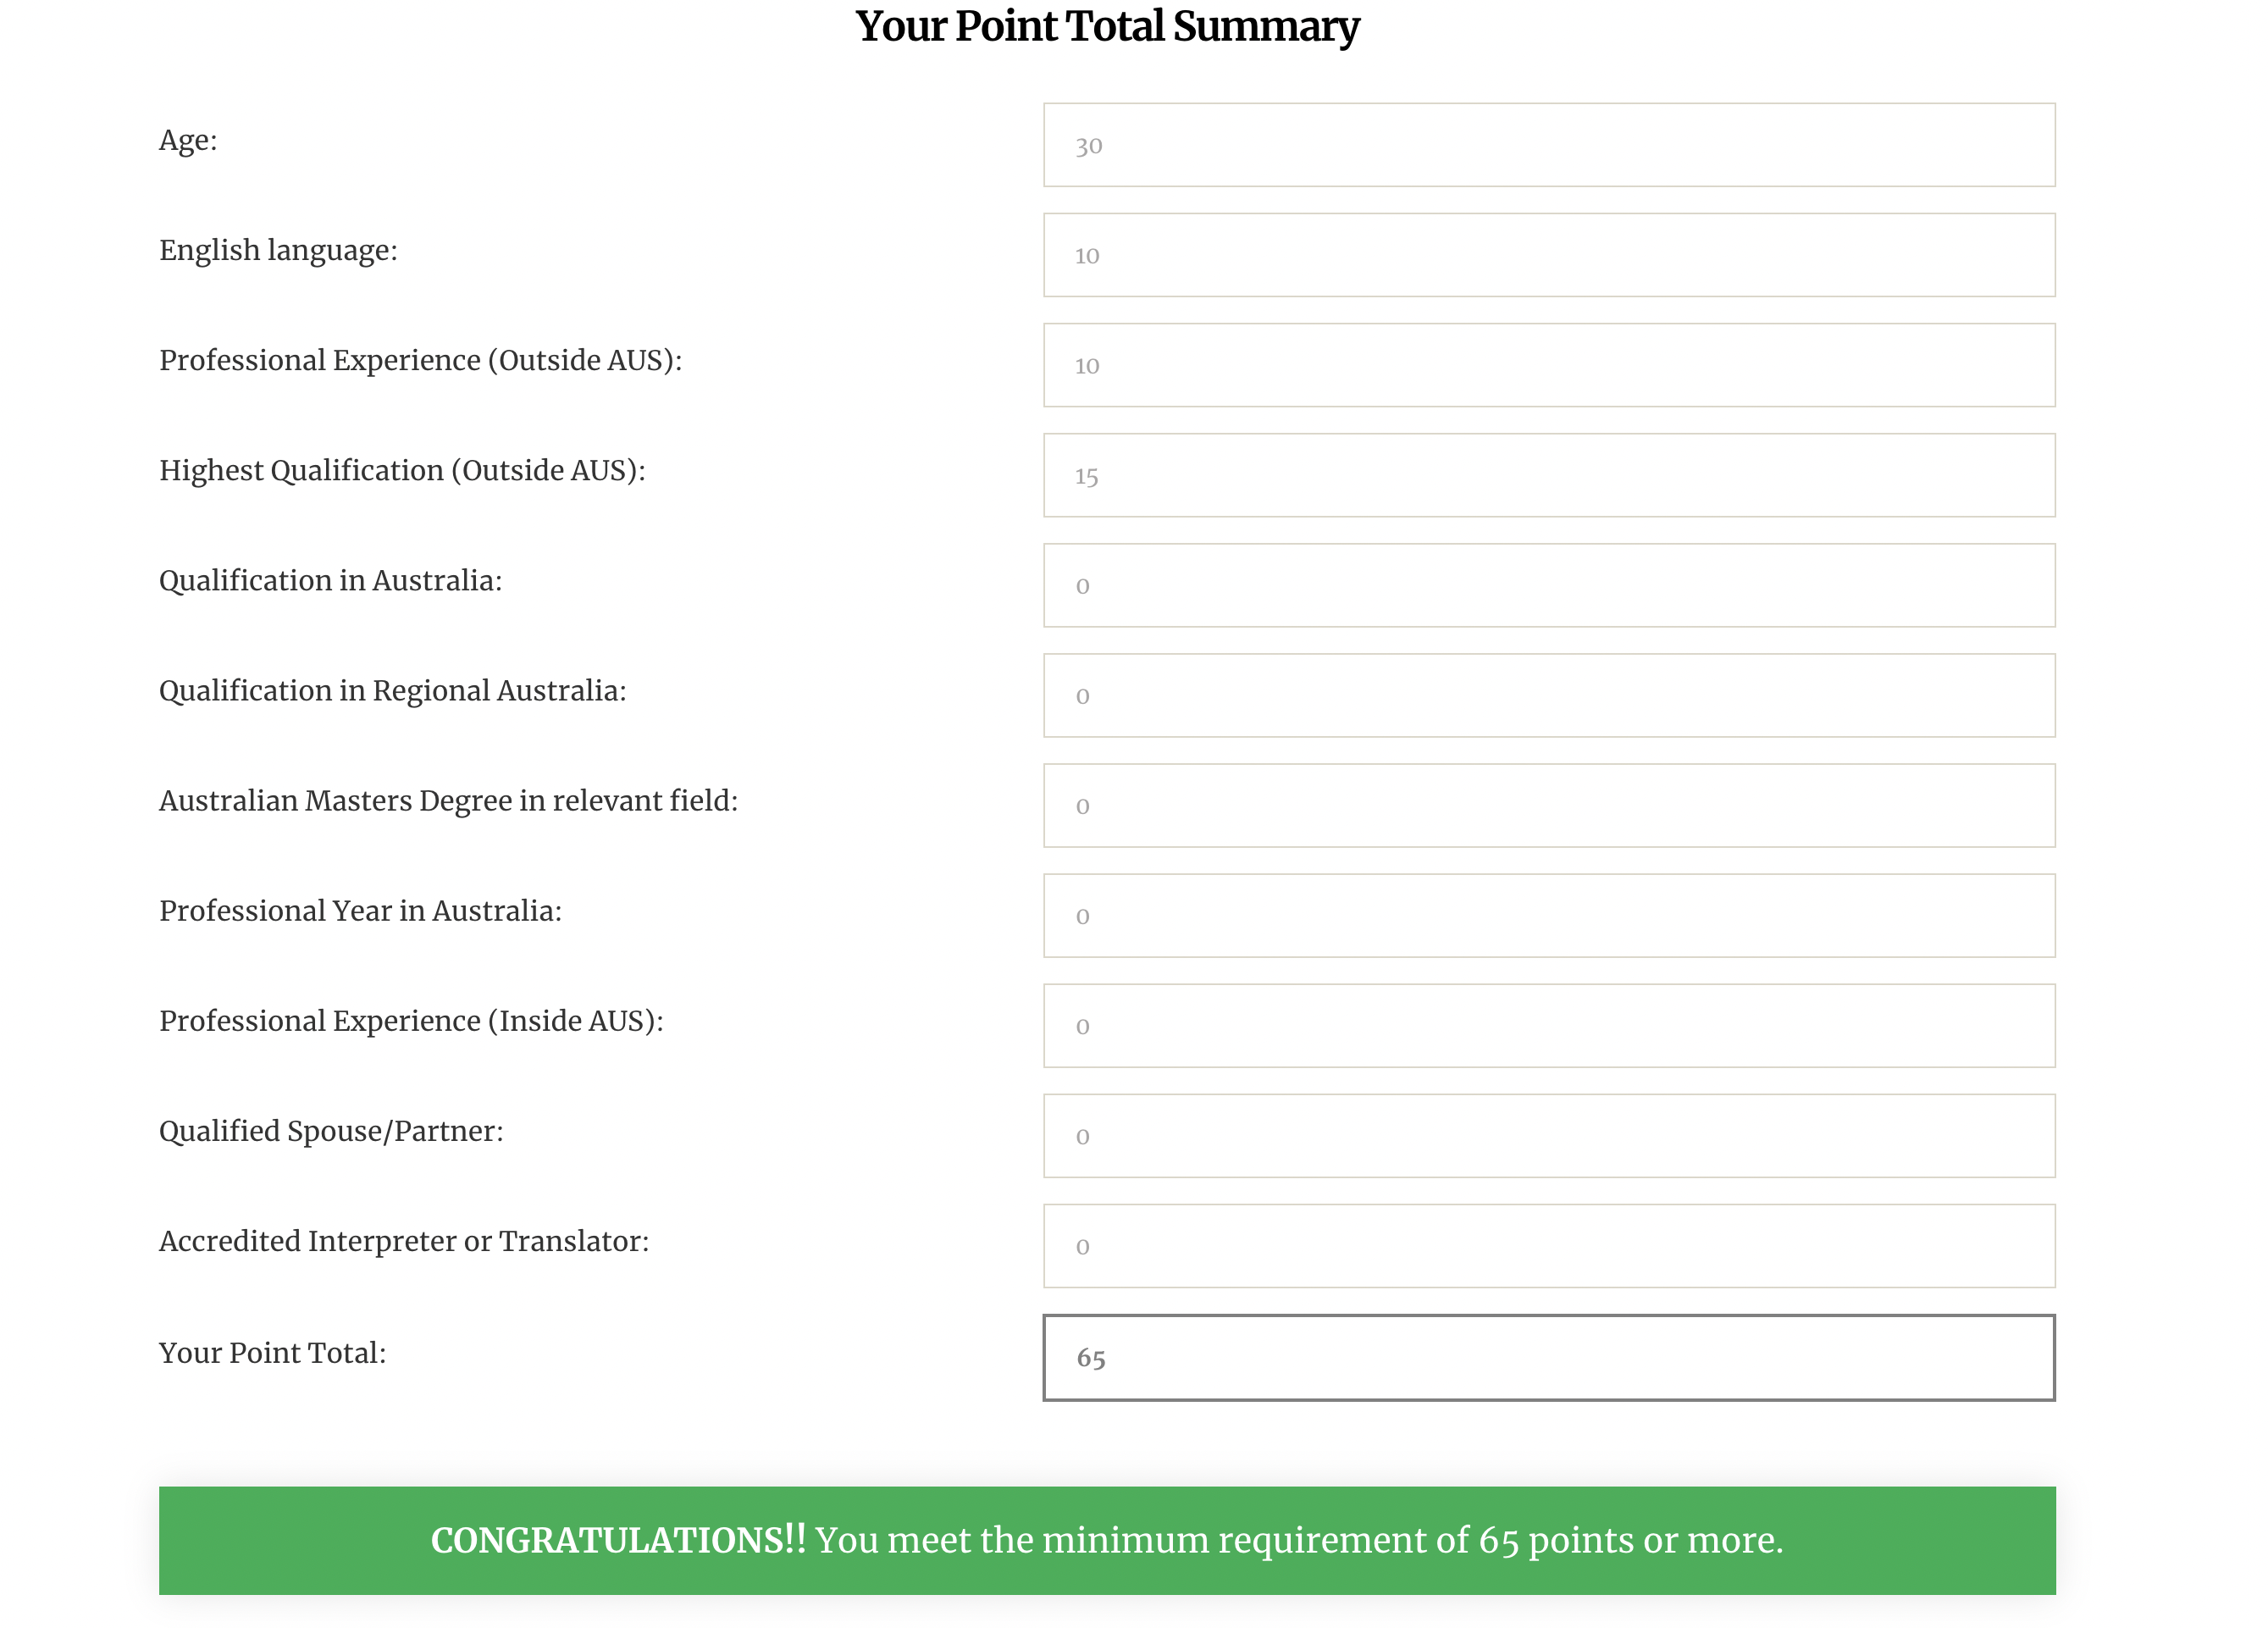 Your Point Total Summary
Age:
30
English language:
10
Professional Experience (Outside AUS):
10
Highest Qualification (Outside AUS):
15
Qualification in Australia:
0
Qualification in Regional Australia:
0
Australian Masters Degree in relevant field:
0
Professional Year in Australia:
0
Professional Experience (Inside AUS):
0
Qualified Spouse/Partner:
0
Accredited Interpreter or Translator:
0
Your Point Total:
65
CONGRATULATIONS!! You meet the minimum requirement of 65 points or more.